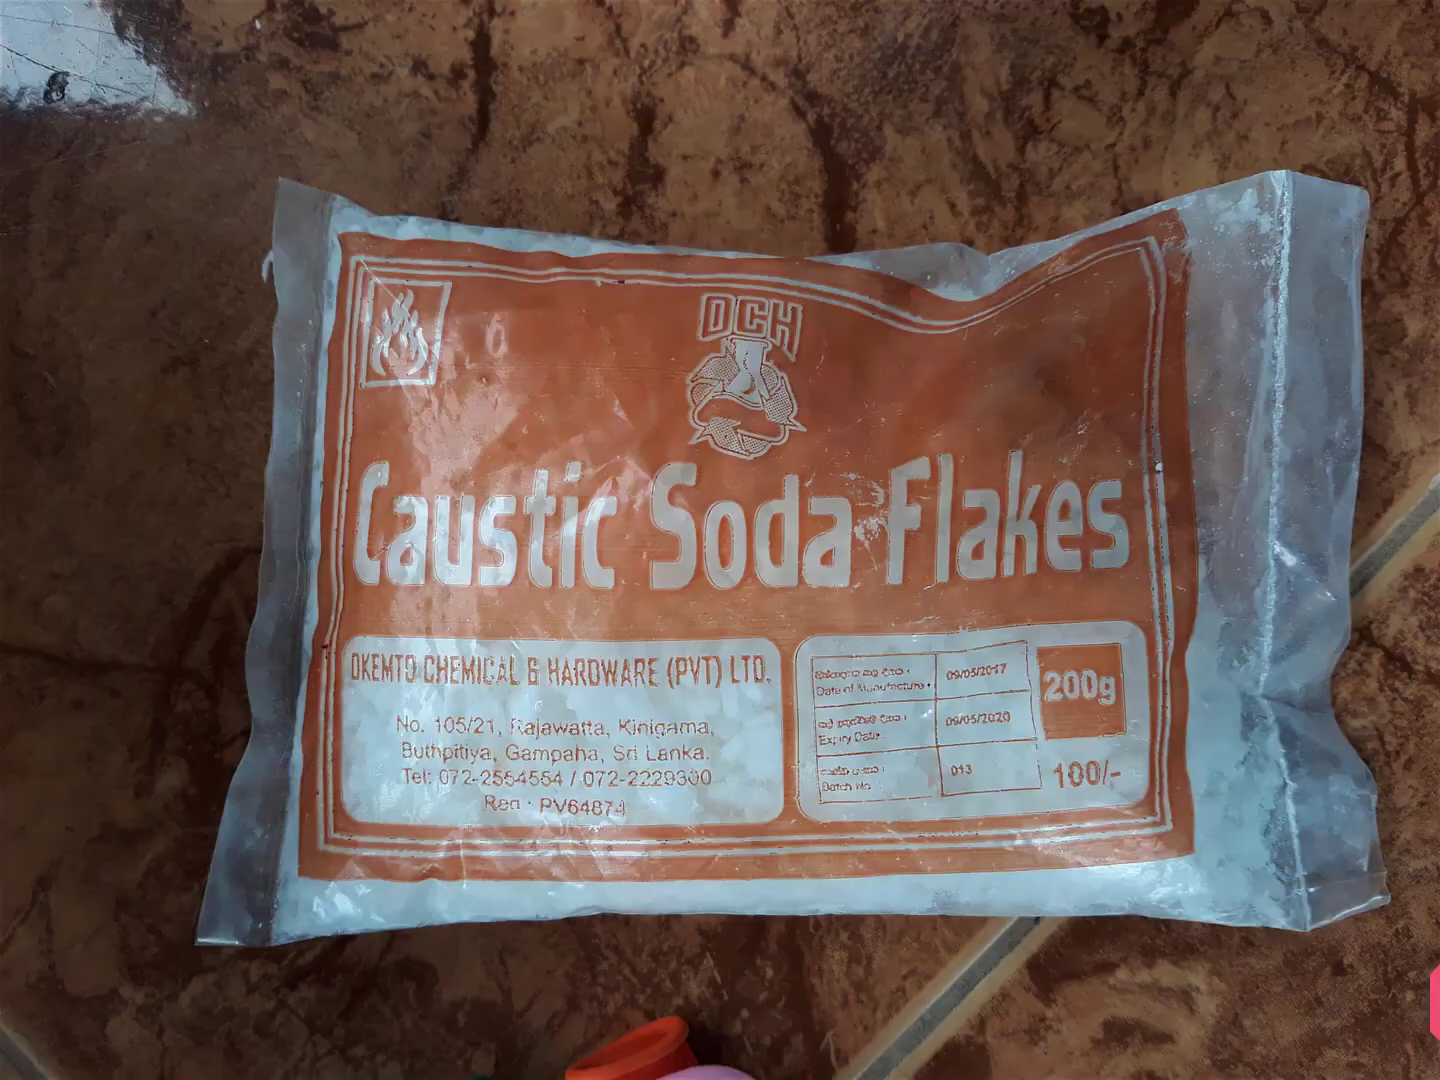 DCH
Caustic Soda Flakes
OKEMTO CHEMICAL & HARDWARE (PVT) LTD.
No. 105/21, Rajawatta, Kinigama,
Buthpitiya, Gampaha, Sri Lanka.
Tel: 072-2554554 / 072-2229300
Reg : PV64874
Date of Manufacture : 09/05/2017
Expiry Date : 09/05/2020
Batch No 013
200g
100/-